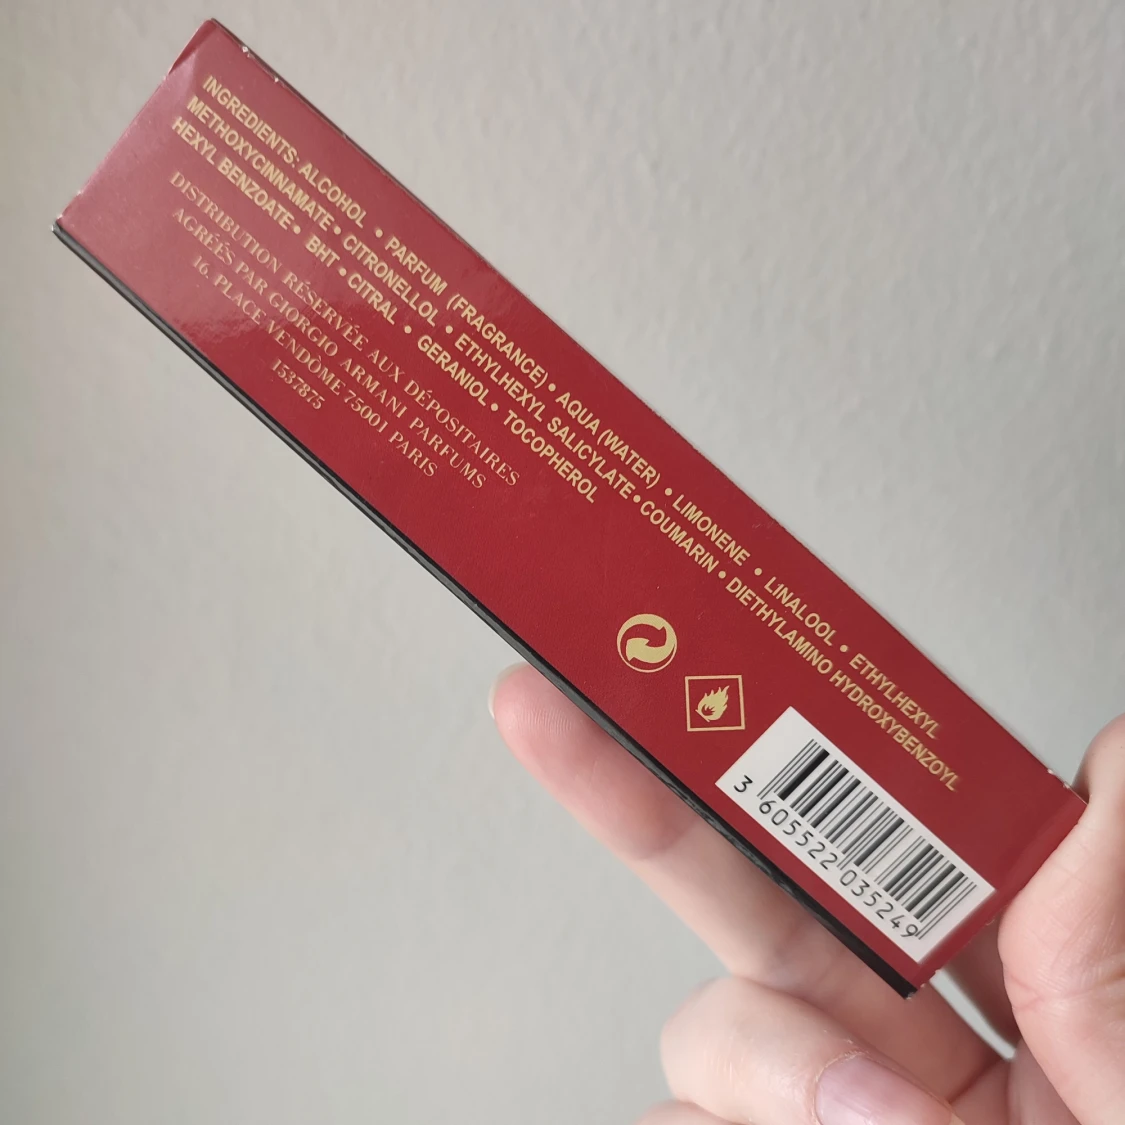 INGREDIENTS: ALCOHOL • PARFUM (FRAGRANCE) • AQUA (WATER) • LIMONENE • L1NALOOL • ETHYLHEXYL
METHOXYCINNAMATE • CITRONELLOL • ETHYLHEXYL SALICYLATE • COUMARIN • DIETHYLAMINO HYDROXYBENZOYL
HEXYL BENZOATE • BHT • CITRAL • GERANIOL • TOCOPHEROL
DISTRIBUTION RÉSERVÉE AUX DÉPOSITAIRES
AGRÉÉS PAR GIORGIO ARMANI PARFUMS
16, PLACE VENDÔME 75001 PARIS
1537875
3 605522 035249